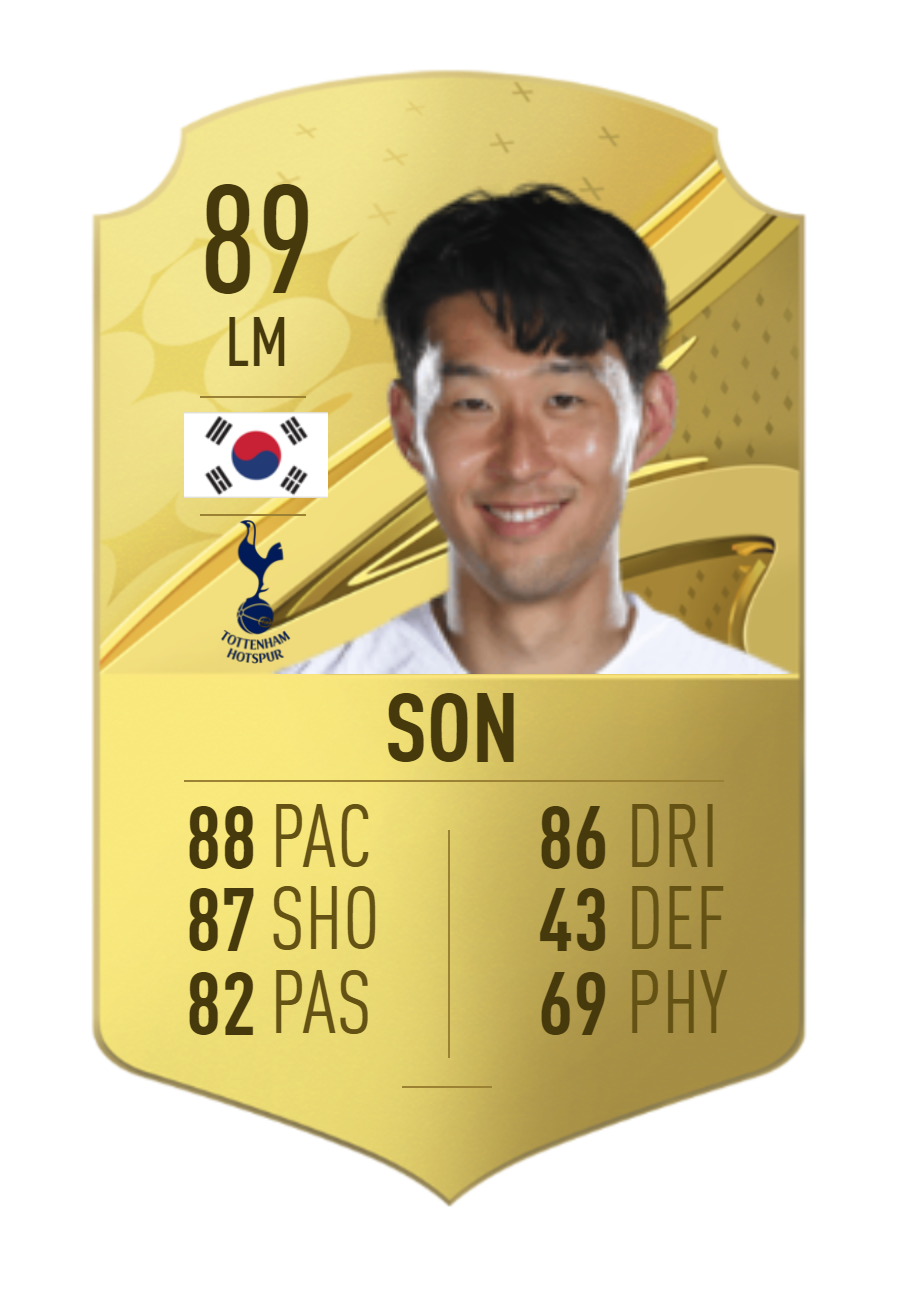 89
LM
TOTTENHAM
HOTSPUR
SON
88 PAC
87 SHO
82 PAS
86 DRI
43 DEF
69 PHY